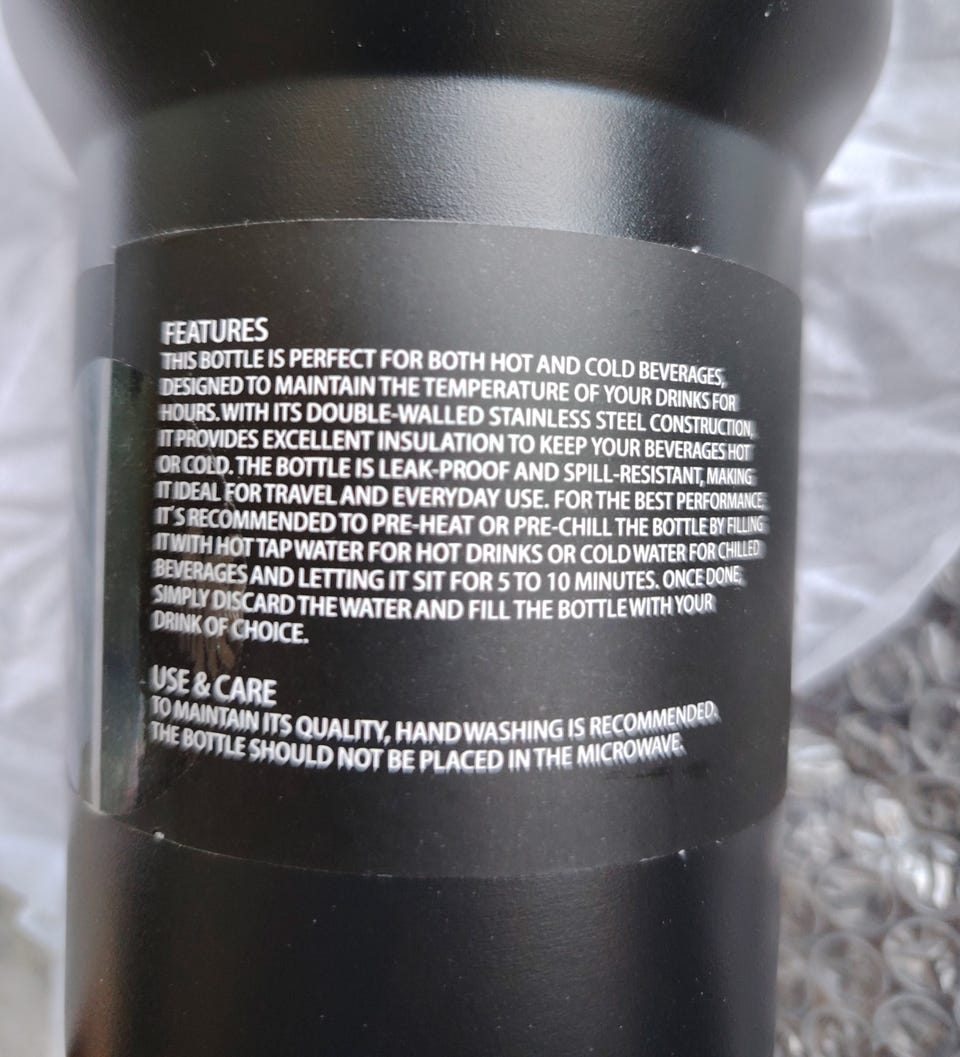 FEATURES
THIS BOTTLE IS PERFECT FOR BOTH HOT AND COLD BEVERAGES,
DESIGNED TO MAINTAIN THE TEMPERATURE OF YOUR DRINKS FOR
HOURS. WITH ITS DOUBLE-WALLED STAINLESS STEEL CONSTRUCTION,
IT PROVIDES EXCELLENT INSULATION TO KEEP YOUR BEVERAGES HOT
OR COLD. THE BOTTLE IS LEAK-PROOF AND SPILL-RESISTANT, MAKING
IT IDEAL FOR TRAVEL AND EVERYDAY USE. FOR THE BEST PERFORMANCE,
IT'S RECOMMENDED TO PRE-HEAT OR PRE-CHILL THE BOTTLE BY FILLING
IT WITH HOT TAP WATER FOR HOT DRINKS OR COLD WATER FOR CHILLED
BEVERAGES AND LETTING IT SIT FOR 5 TO 10 MINUTES. ONCE DONE,
SIMPLY DISCARD THE WATER AND FILL THE BOTTLE WITH YOUR
DRINK OF CHOICE.
USE & CARE
TO MAINTAIN ITS QUALITY, HAND WASHING IS RECOMMENDED.
THE BOTTLE SHOULD NOT BE PLACED IN THE MICROWAVE.